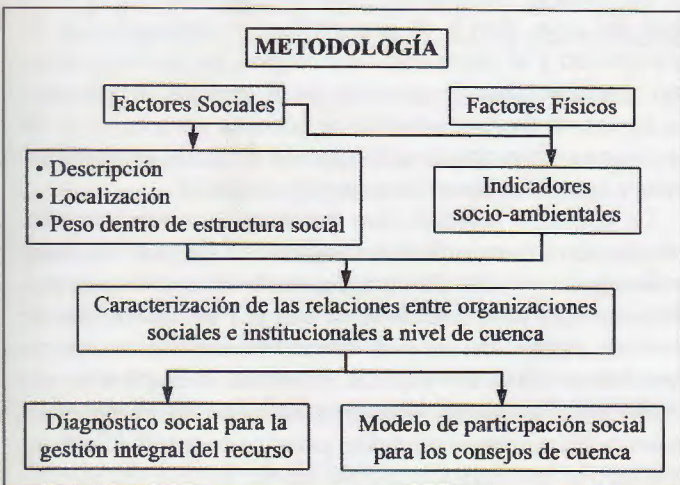 METODOLOGÍA
Factores Sociales
Factores Físicos
• Descripción
• Localización
• Peso dentro de estructura social
Indicadores
socio-ambientales
Caracterización de las relaciones entre organizaciones
sociales e institucionales a nivel de cuenca
Diagnóstico social para la
gestión integral del recurso
Modelo de participación social
para los consejos de cuenca